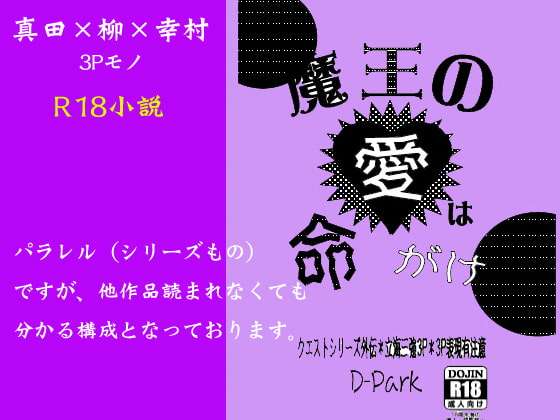 真田×柳×幸村
3Pモノ
R18小説
パラレル(シリーズもの)
ですが、他作品読まれなくても
分かる構成となっております。
魔王の
愛は
命がけ
クエストシリーズ外伝*立海三強3P*3P表現有注意
D-Park
DOJIN
R18
成人向け